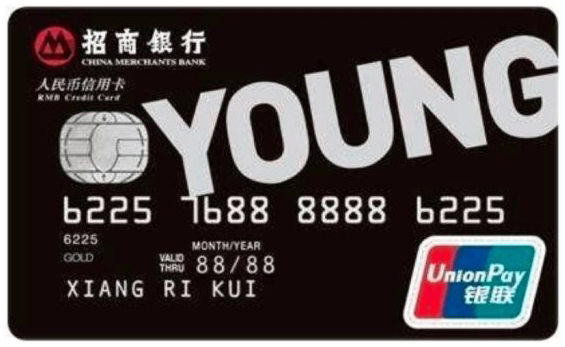 招商银行
CHINA MERCHANTS BANK
人民币信用卡
RMB Credit Card
YOUNG
6225 7688 8888 6225
6225
MONTH/YEAR
GOLD
VALID THRU 88/88
XIANG RI KUI
UnionPay
银联